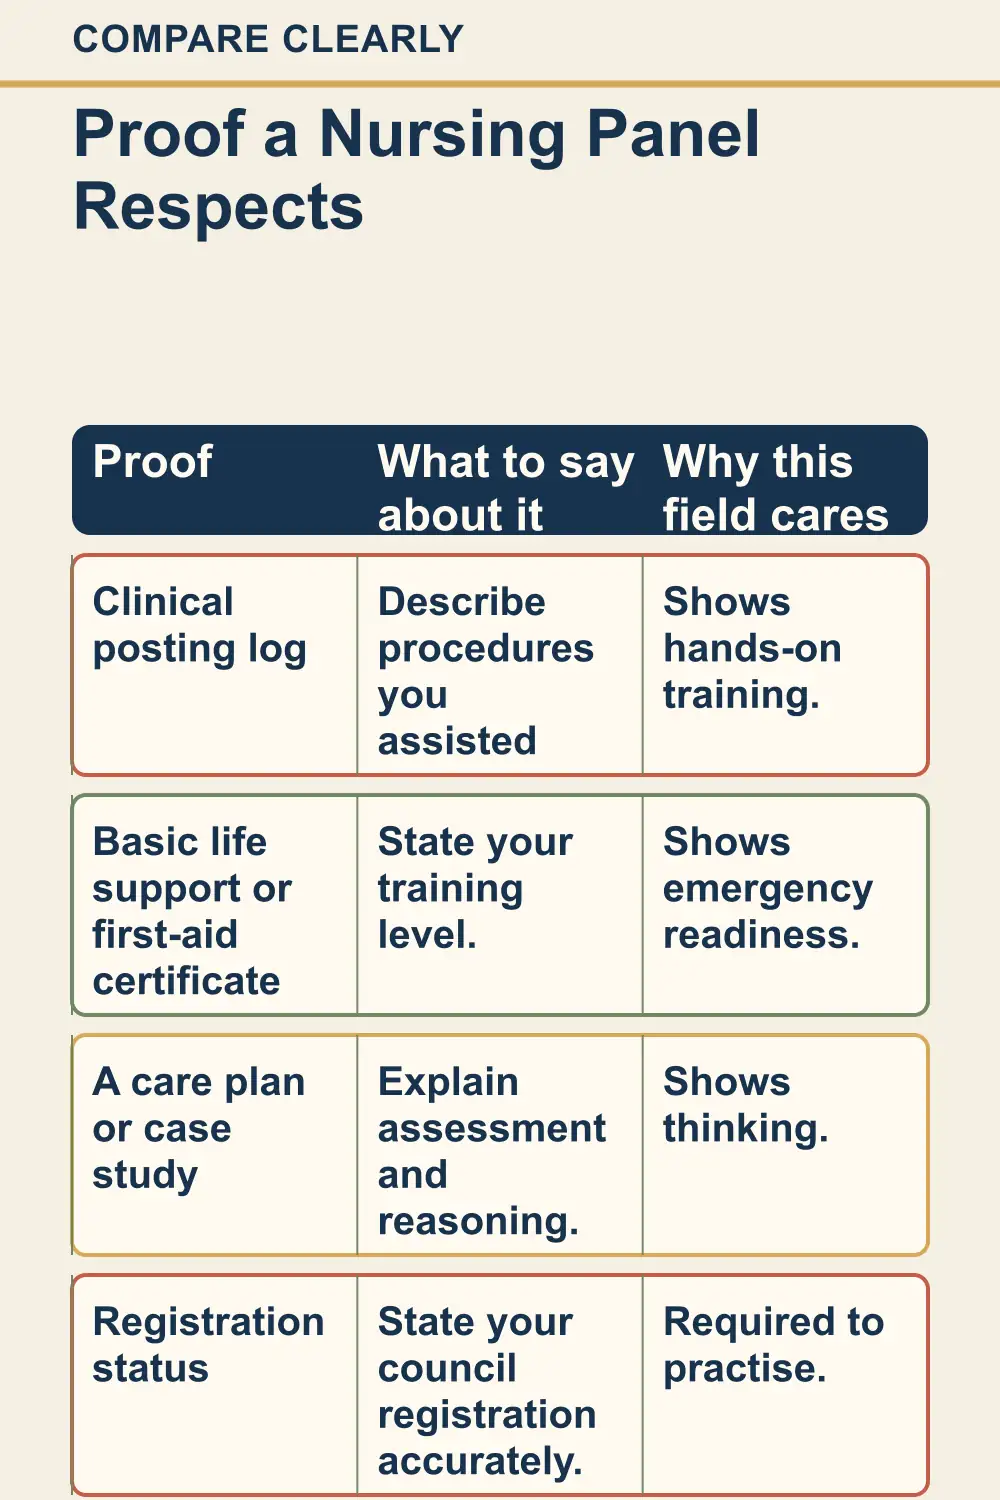 COMPARE CLEARLY
Proof a Nursing Panel
Respects
Proof
What to say
about it
Why this
field cares
Clinical
posting log
Describe
procedures
you
assisted
Shows
hands-on
training.
Basic life
support or
first-aid
certificate
State your
training
level.
Shows
emergency
readiness.
A care plan
or case
study
Explain
assessment
and
reasoning.
Shows
thinking.
Registration
status
State your
council
registration
accurately.
Required to
practise.